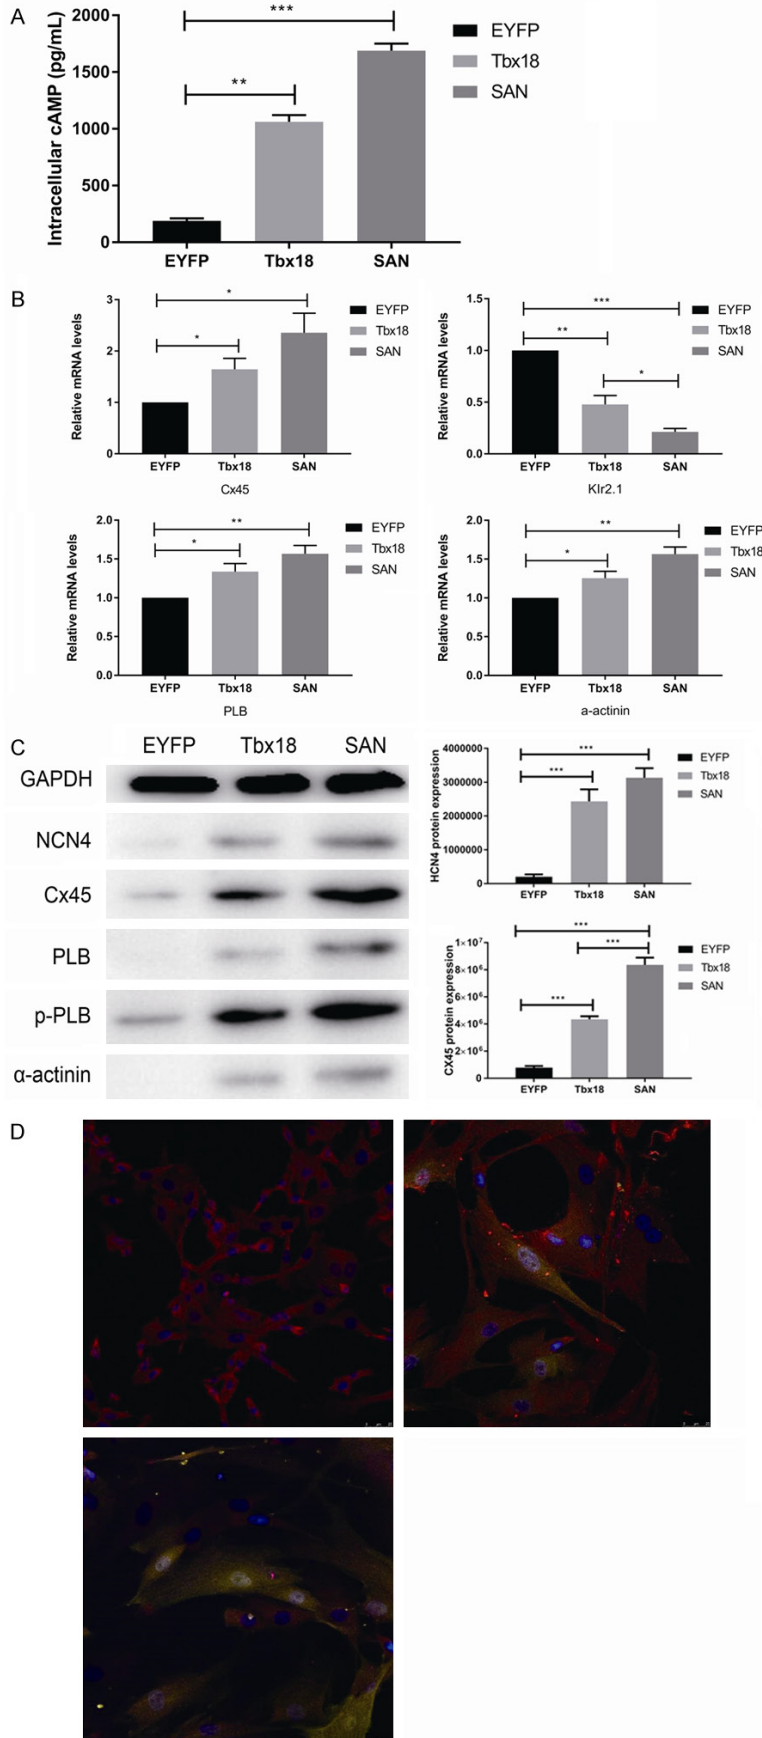 A
Intracellular cAMP (pg/mL)
2000
1500
1000
500
0
***
**
EYFP
Tbx18
SAN
EYFP
Tbx18
SAN
B
Relative mRNA levels
3
2
1
0
*
*
EYFP
Tbx18
SAN
EYFP Tbx18 SAN
Cx45
Relative mRNA levels
1.5
1.0
0.5
0.0
***
**
*
EYFP
Tbx18
SAN
EYFP Tbx18 SAN
KIr2.1
Relative mRNA levels
2.0
1.5
1.0
0.5
0.0
**
*
EYFP
Tbx18
SAN
EYFP Tbx18 SAN
PLB
Relative mRNA levels
2.0
1.5
1.0
0.5
0.0
**
*
EYFP
Tbx18
SAN
EYFP Tbx18 SAN
a-actinin
C
EYFP Tbx18 SAN
GAPDH
NCN4
Cx45
PLB
p-PLB
α-actinin
HCN4 protein expression
4000000
3000000
2000000
1000000
0
***
***
EYFP
Tbx18
SAN
EYFP Tbx18 SAN
CX45 protein expression
1×10⁷
8×10⁶
6×10⁶
4×10⁶
2×10⁶
0
***
***
***
EYFP
Tbx18
SAN
EYFP Tbx18 SAN
D